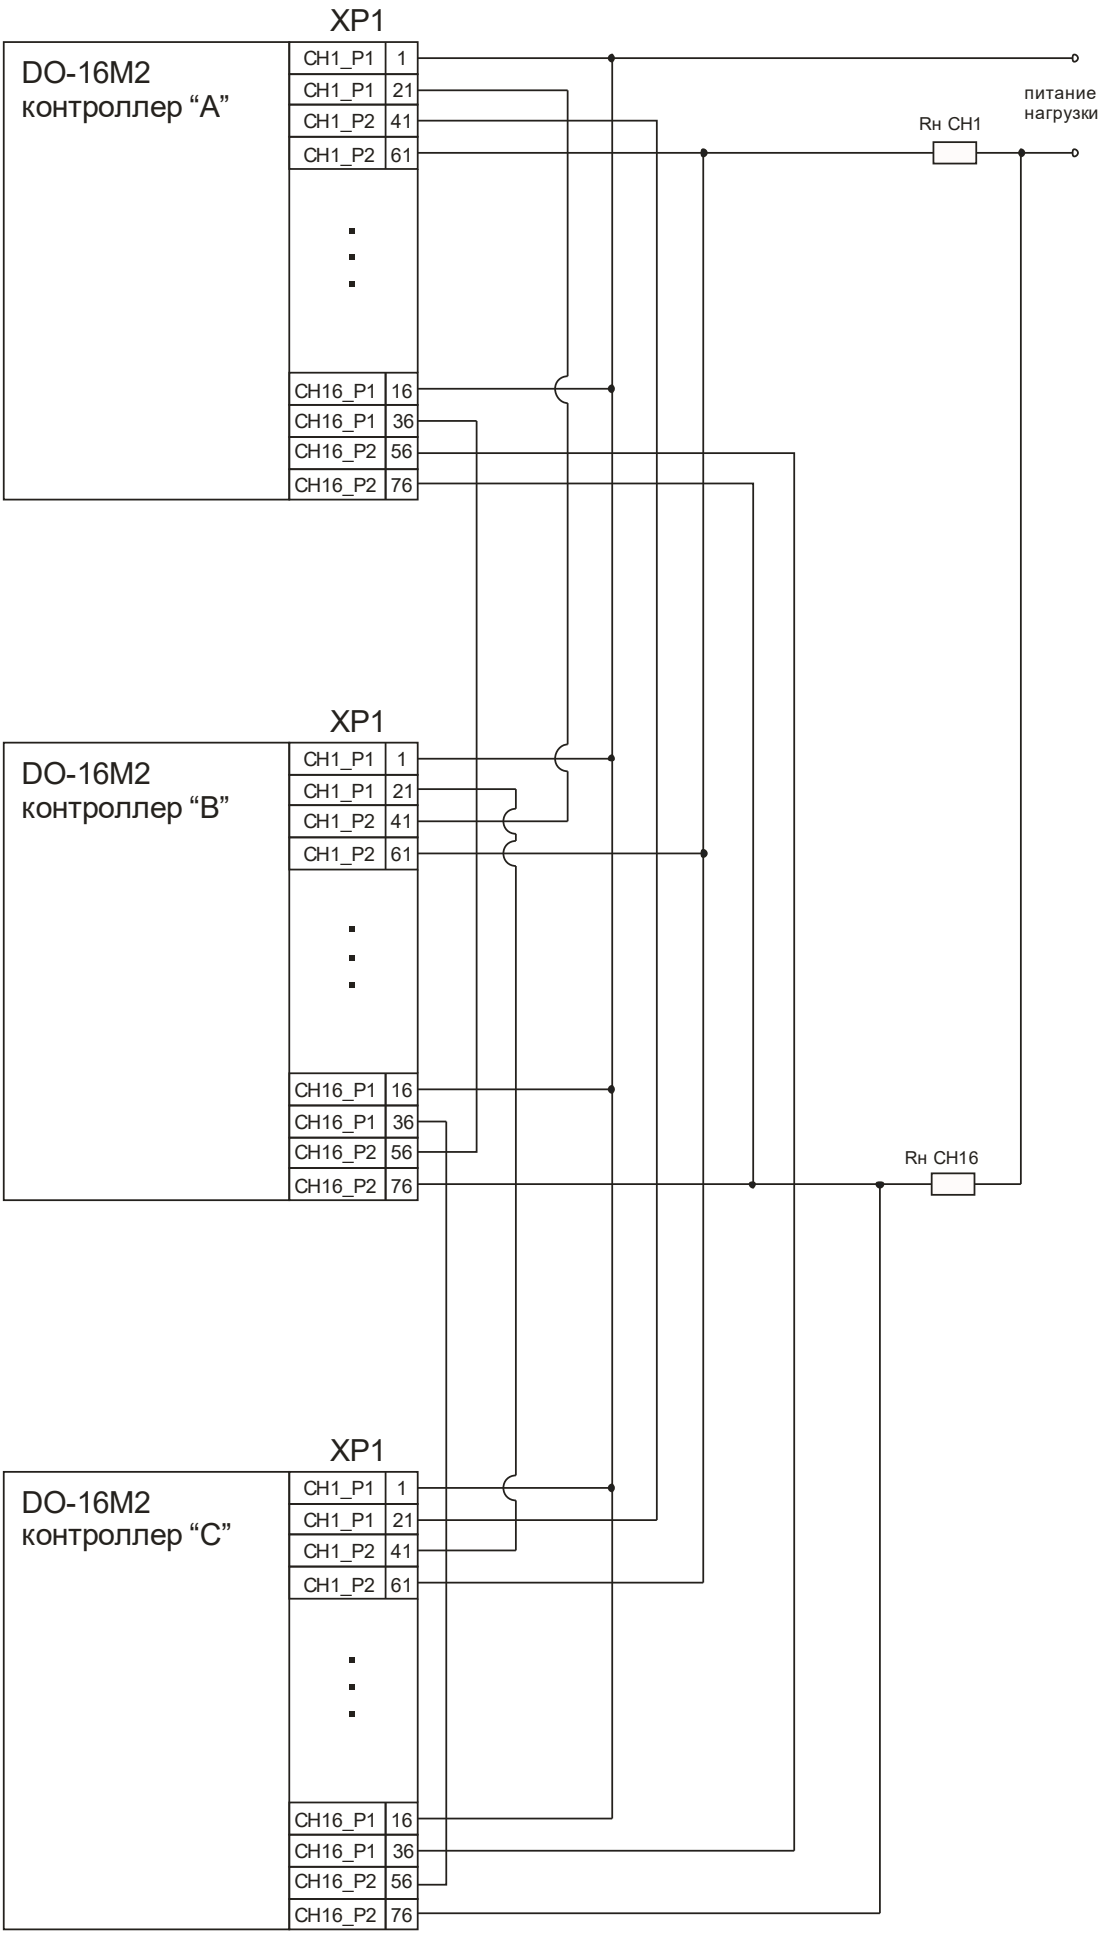 XP1
DO-16M2
контроллер “А”
CH1_P1 1
CH1_P1 21
CH1_P2 41
CH1_P2 61
питание
нагрузки
Rн CH1
CH16_P1 16
CH16_P1 36
CH16_P2 56
CH16_P2 76
XP1
DO-16M2
контроллер “В”
CH1_P1 1
CH1_P1 21
CH1_P2 41
CH1_P2 61
CH16_P1 16
CH16_P1 36
CH16_P2 56
CH16_P2 76
Rн CH16
XP1
DO-16M2
контроллер “С”
CH1_P1 1
CH1_P1 21
CH1_P2 41
CH1_P2 61
CH16_P1 16
CH16_P1 36
CH16_P2 56
CH16_P2 76